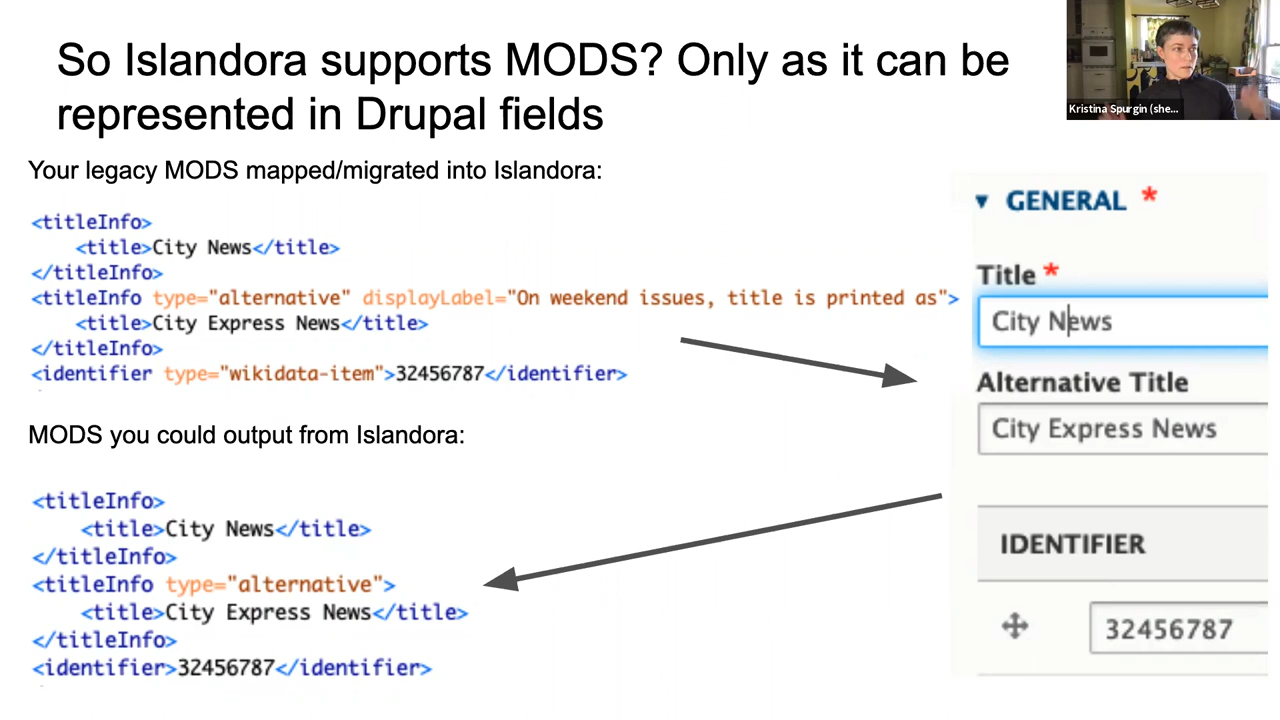 So Islandora supports MODS? Only as it can be
represented in Drupal fields
Kristina Spurgin (she...
Your legacy MODS mapped/migrated into Islandora:
<titleInfo>
    <title>City News</title>
</titleInfo>
<titleInfo type="alternative" displayLabel="On weekend issues, title is printed as">
    <title>City Express News</title>
</titleInfo>
<identifier type="wikidata-item">32456787</identifier>
MODS you could output from Islandora:
<titleInfo>
    <title>City News</title>
</titleInfo>
<titleInfo type="alternative">
    <title>City Express News</title>
</titleInfo>
<identifier>32456787</identifier>
▼ GENERAL *
Title *
City News
Alternative Title
City Express News
IDENTIFIER
32456787